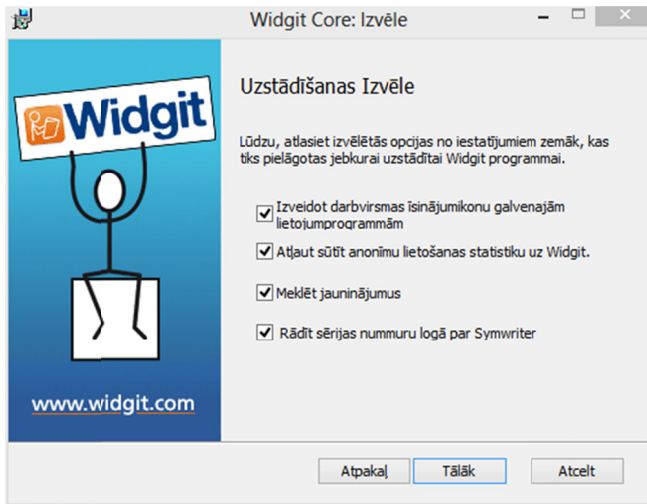 Widgit Core: Izvēle
Widgit
Uzstādīšanas Izvēle
Lūdzu, atlasiet izvēlētās opcijas no iestatījumiem zemāk, kas
tiks pielāgotas jebkurai uzstādītai Widgit programmai.
Izveidot darbvirsmas īsinājumikonu galvenajām
lietojumprogrammām
Atļaut sūtīt anonīmu lietošanas statistiku uz Widgit.
Meklēt jauninājumus
Rādīt sērijas nummuru logā par Symwriter
www.widgit.com
Atpakaļ Tālāk Atcelt